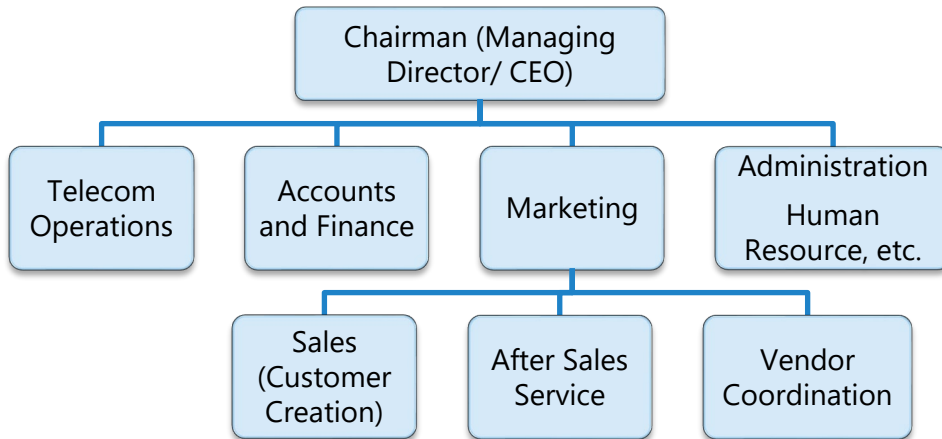 Chairman (Managing
Director/ CEO)
Telecom
Operations
Accounts
and Finance
Marketing
Administration
Human
Resource, etc.
Sales
(Customer
Creation)
After Sales
Service
Vendor
Coordination